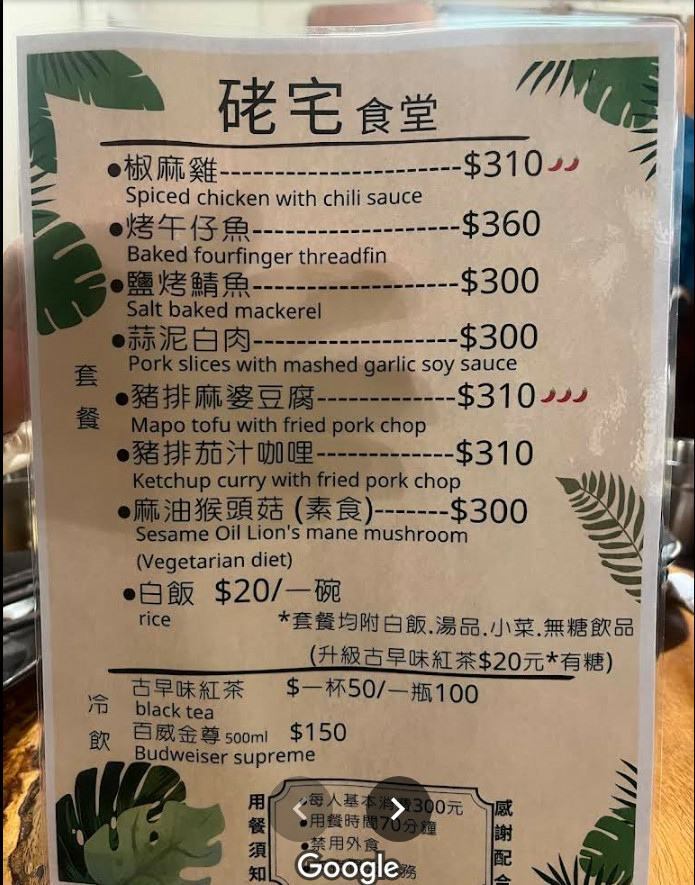 硓宅食堂
●椒麻雞--------------------$310
Spiced chicken with chili sauce
●烤午仔魚-----------------$360
Baked fourfinger threadfin
●鹽烤鯖魚-----------------$300
Salt baked mackerel
●蒜泥白肉-----------------$300
Pork slices with mashed garlic soy sauce
套餐
●豬排麻婆豆腐------------$310
Mapo tofu with fried pork chop
●豬排茄汁咖哩------------$310
Ketchup curry with fried pork chop
●麻油猴頭菇 (素食)-------$300
Sesame Oil Lion's mane mushroom
(Vegetarian diet)
●白飯 $20/一碗
rice
*套餐均附白飯.湯品.小菜.無糖飲品
(升級古早味紅茶$20元*有糖)
冷飲
古早味紅茶 $一杯50/一瓶100
black tea
百威金尊 500ml $150
Budweiser supreme
用餐須知
●每人基本消費300元
●用餐時間70分鐘
●禁用外食
務
感謝配合
Google